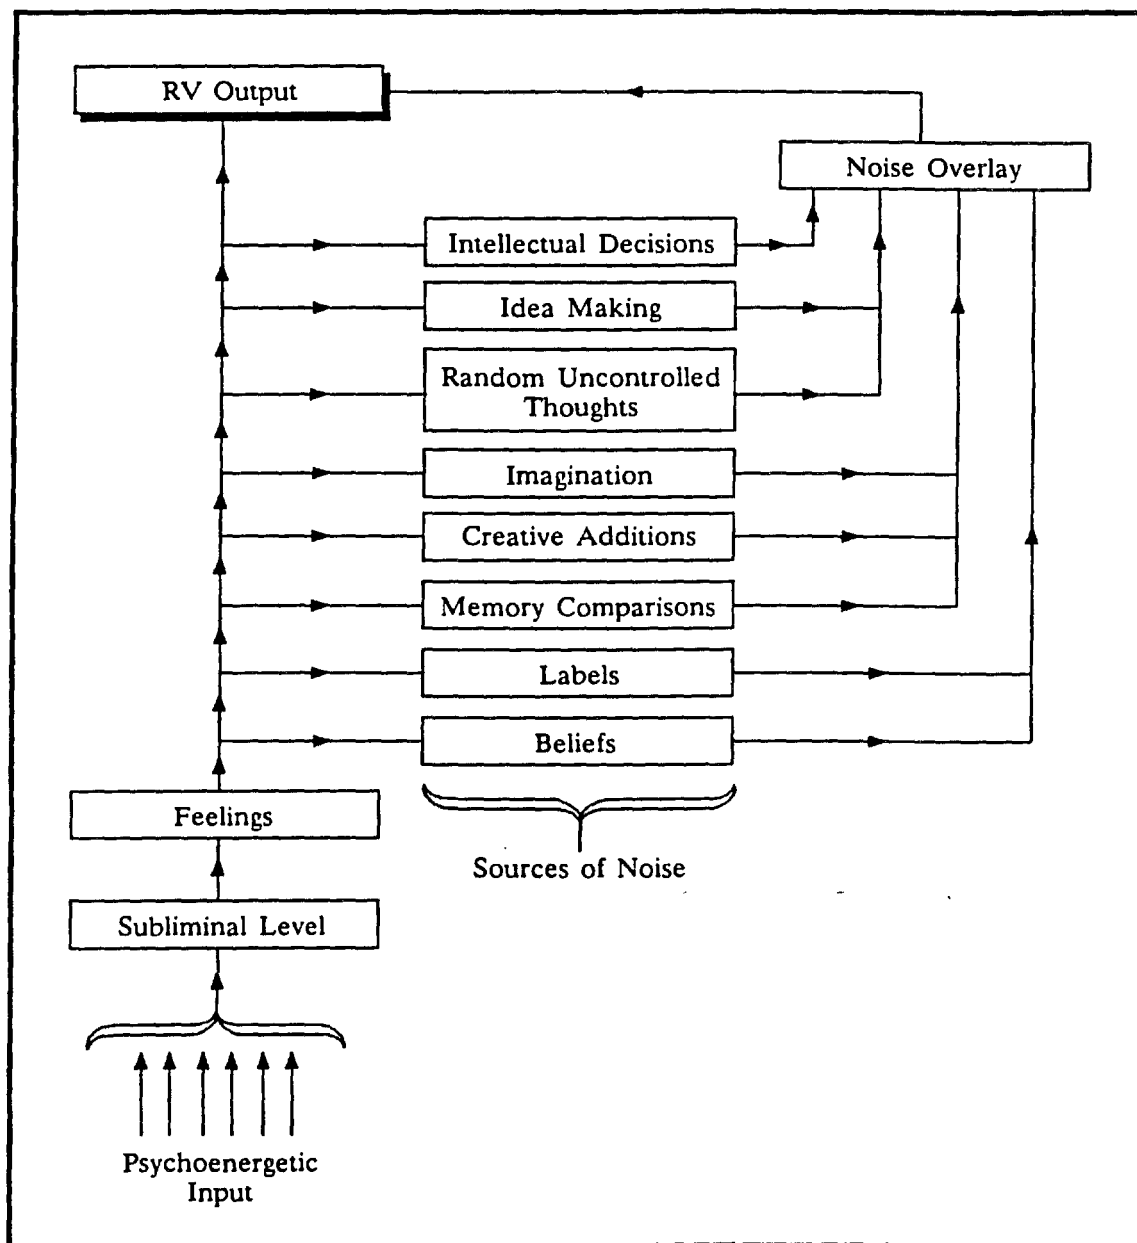 RV Output
Noise Overlay
Intellectual Decisions
Idea Making
Random Uncontrolled
Thoughts
Imagination
Creative Additions
Memory Comparisons
Labels
Beliefs
Feelings
Sources of Noise
Subliminal Level
Psychoenergetic
Input